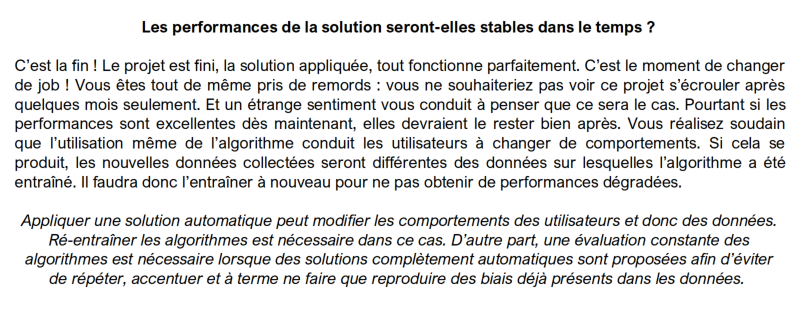 Les performances de la solution seront-elles stables dans le temps ?
C’est la fin ! Le projet est fini, la solution appliquée, tout fonctionne parfaitement. C’est le moment de changer
de job ! Vous êtes tout de même pris de remords : vous ne souhaiteriez pas voir ce projet s’écrouler après
quelques mois seulement. Et un étrange sentiment vous conduit à penser que ce sera le cas. Pourtant si les
performances sont excellentes dès maintenant, elles devraient le rester bien après. Vous réalisez soudain
que l’utilisation même de l’algorithme conduit les utilisateurs à changer de comportements. Si cela se
produit, les nouvelles données collectées seront différentes des données sur lesquelles l’algorithme a été
entraîné. Il faudra donc l’entraîner à nouveau pour ne pas obtenir de performances dégradées.
Appliquer une solution automatique peut modifier les comportements des utilisateurs et donc des données.
Ré-entraîner les algorithmes est nécessaire dans ce cas. D’autre part, une évaluation constante des
algorithmes est nécessaire lorsque des solutions complètement automatiques sont proposées afin d’éviter
de répéter, accentuer et à terme ne faire que reproduire des biais déjà présents dans les données.